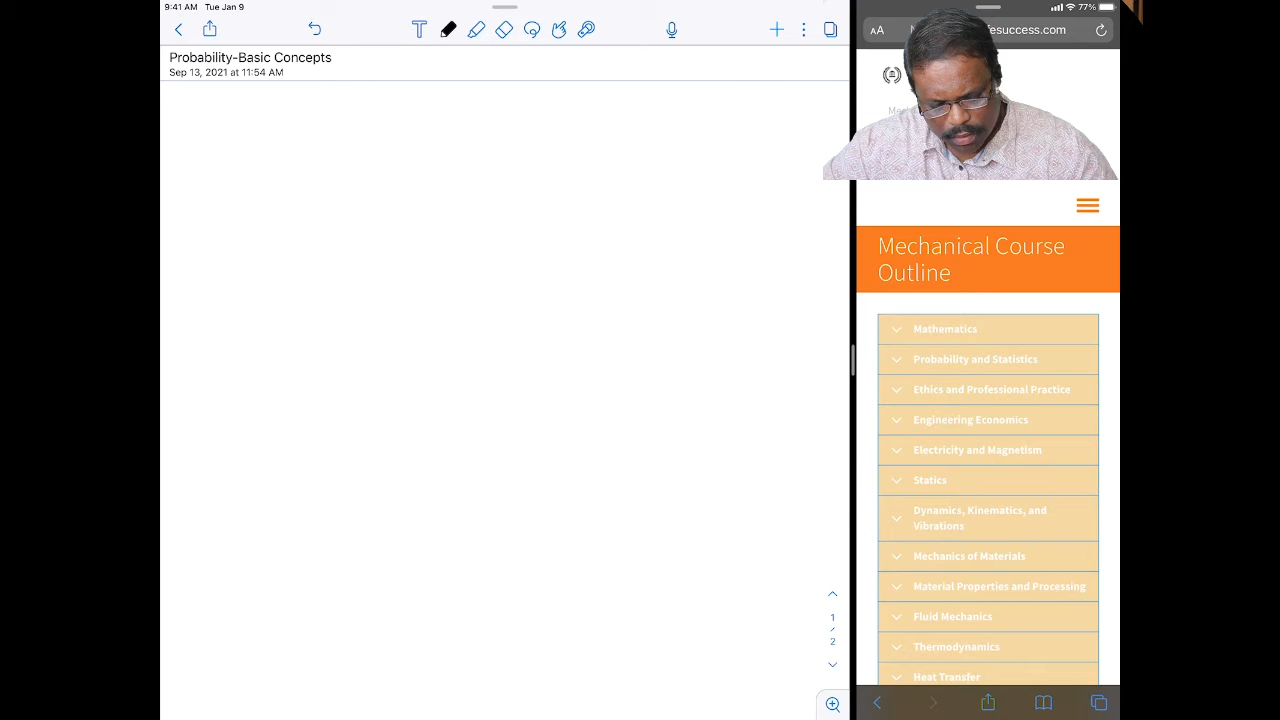 9:41 AM Tue Jan 9
77%
AA
fesuccess.com
T
Probability-Basic Concepts
Sep 13, 2021 at 11:54 AM
Mechanical Course
Outline
Mathematics
Probability and Statistics
Ethics and Professional Practice
Engineering Economics
Electricity and Magnetism
Statics
Dynamics, Kinematics, and
Vibrations
Mechanics of Materials
Material Properties and Processing
Fluid Mechanics
Thermodynamics
Heat Transfer
1
2